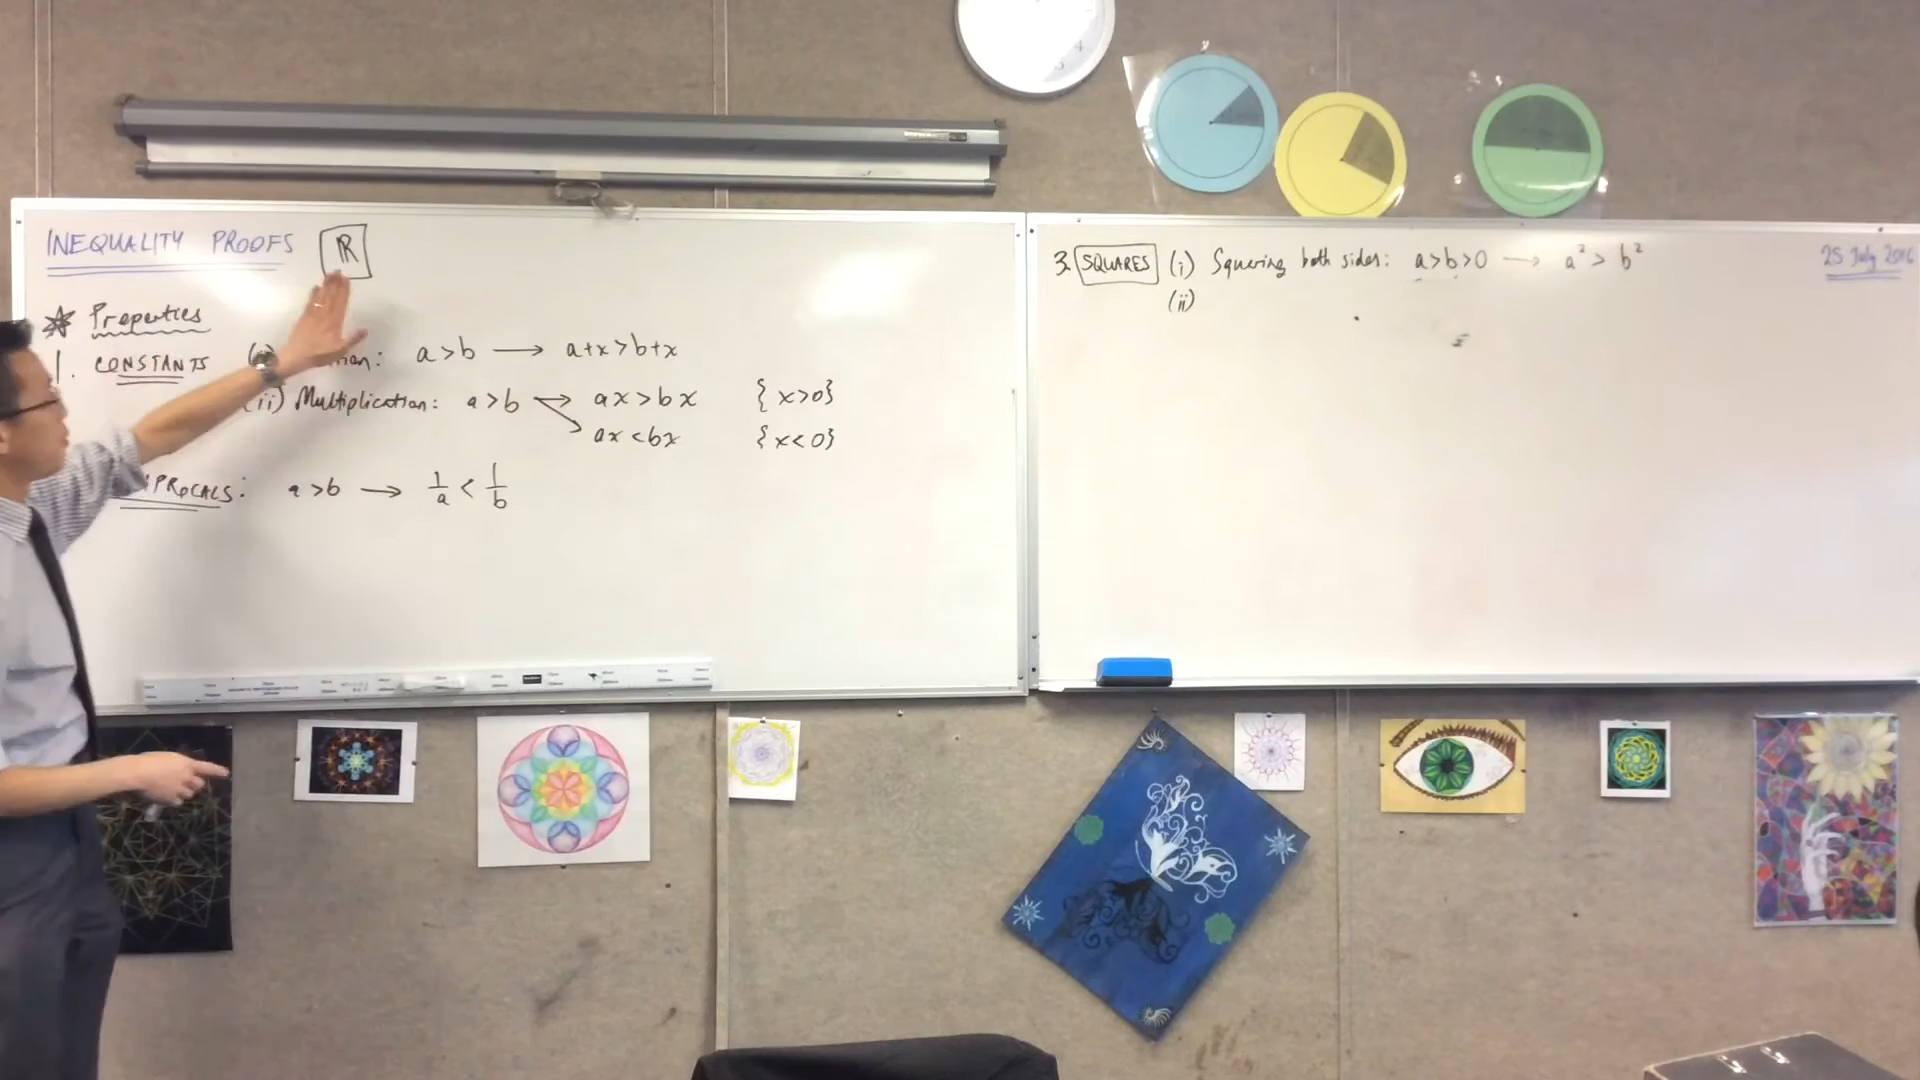 INEQUALITY PROOFS ℝ
Properties
1. CONSTANTS
: a>b → a+x>b+x
(ii) Multiplication: a>b → ax>bx {x>0}
ax<bx {x<0}
: a>b → 1/a < 1/b
3. SQUARES (i) Squaring both sides: a>b>0 → a²>b²
(ii)
25 July 2016